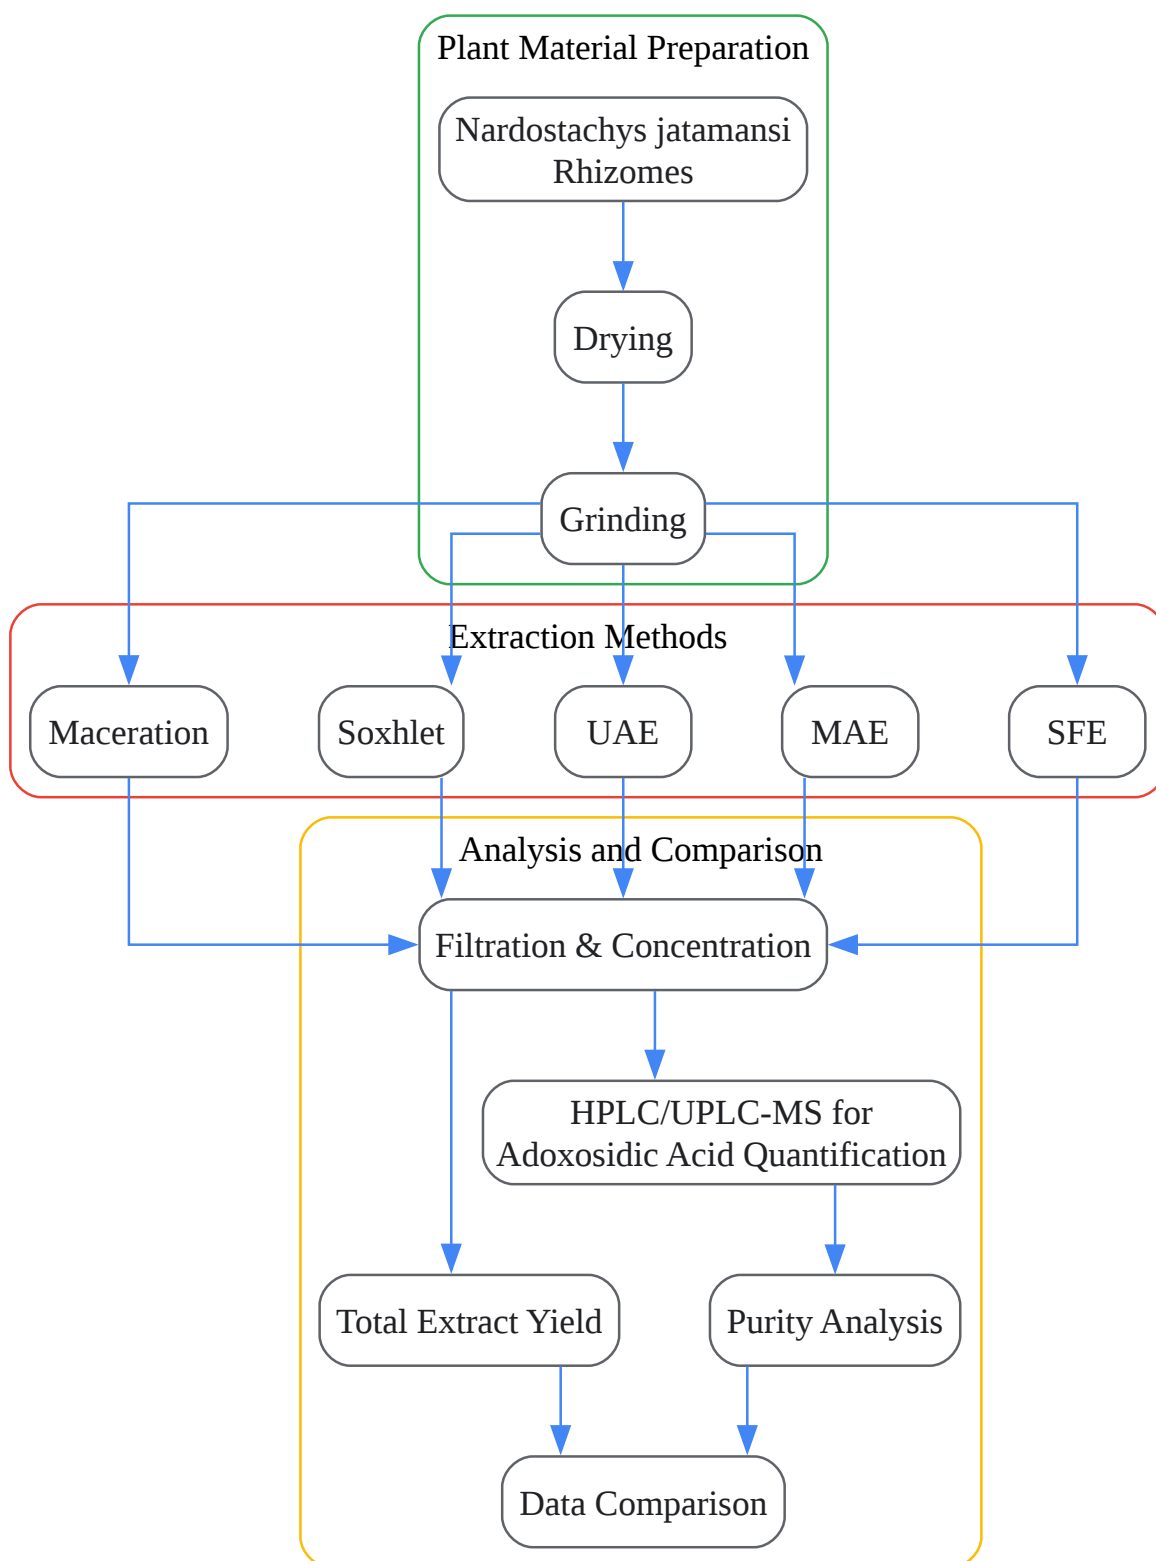 Plant Material Preparation
Nardostachys jatamansi
Rhizomes
Drying
Grinding
Extraction Methods
Maceration
Soxhlet
UAE
MAE
SFE
Analysis and Comparison
Filtration & Concentration
HPLC/UPLC-MS for
Adoxosidic Acid Quantification
Total Extract Yield
Purity Analysis
Data Comparison